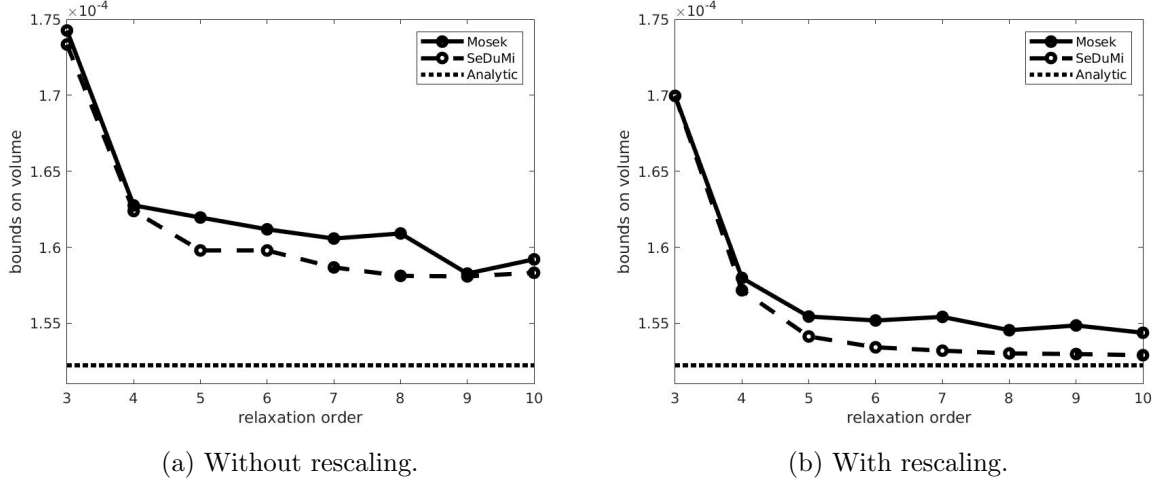 ×10⁻⁴
1.75
1.7
1.65
1.6
1.55
bounds on volume
3 4 5 6 7 8 9 10
relaxation order
Mosek
SeDuMi
Analytic
(a) Without rescaling.
×10⁻⁴
1.75
1.7
1.65
1.6
1.55
bounds on volume
3 4 5 6 7 8 9 10
relaxation order
Mosek
SeDuMi
Analytic
(b) With rescaling.